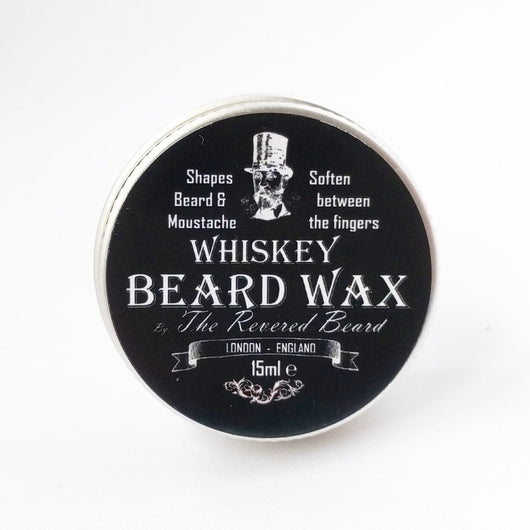 Shapes
Beard &
Moustache
Soften
between
the fingers
WHISKEY
BEARD WAX
By The Revered Beard
LONDON - ENGLAND
15ml e